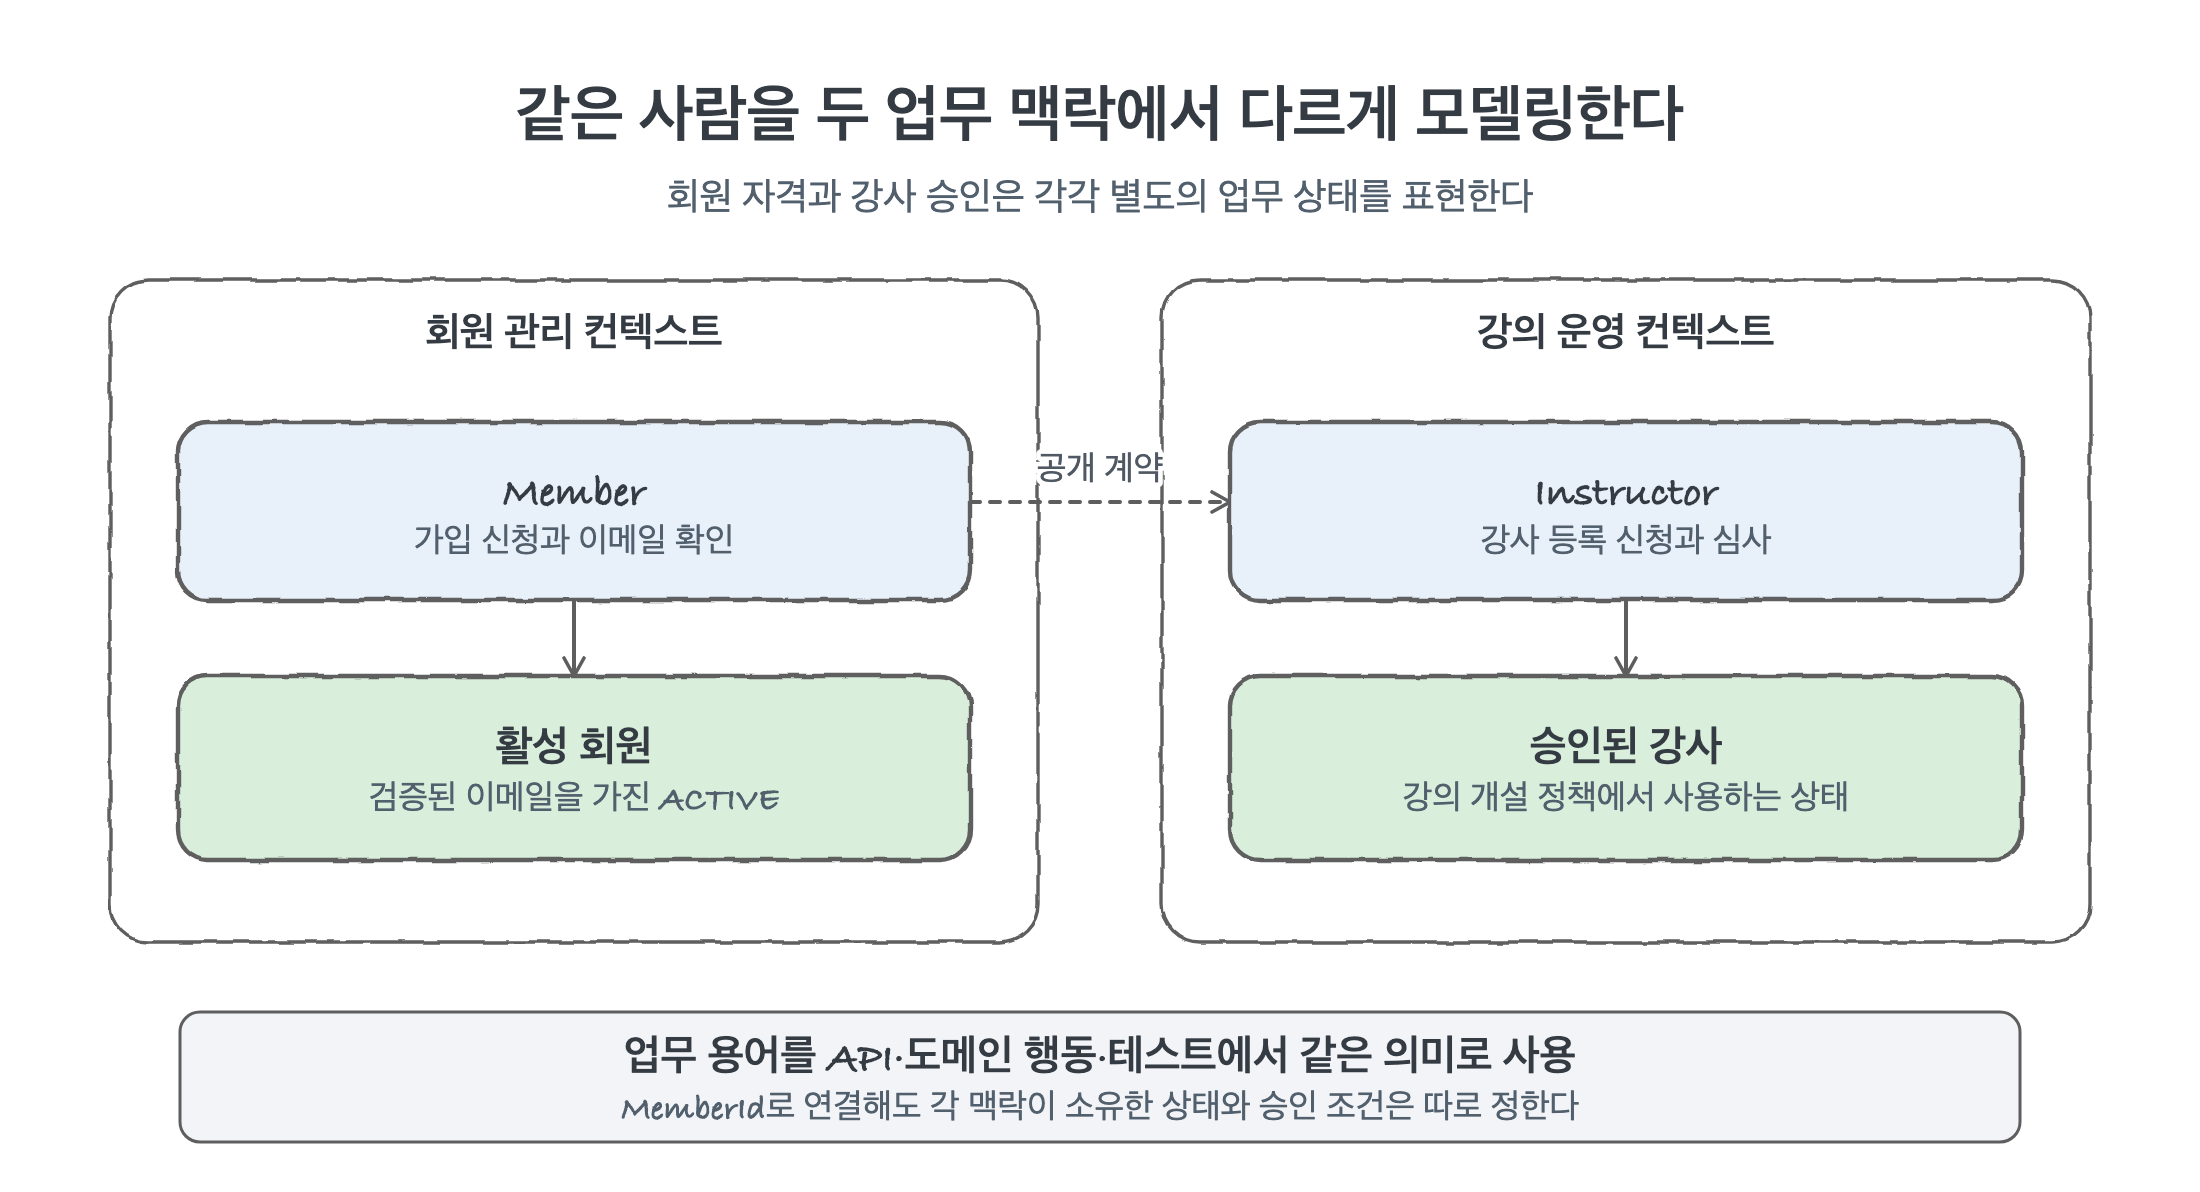 같은 사람을 두 업무 맥락에서 다르게 모델링한다
회원 자격과 강사 승인은 각각 별도의 업무 상태를 표현한다
회원 관리 컨텍스트
Member
가입 신청과 이메일 확인
활성 회원
검증된 이메일을 가진 ACTIVE
공개 계약
강의 운영 컨텍스트
Instructor
강사 등록 신청과 심사
승인된 강사
강의 개설 정책에서 사용하는 상태
업무 용어를 API·도메인 행동·테스트에서 같은 의미로 사용
MemberId로 연결해도 각 맥락이 소유한 상태와 승인 조건은 따로 정한다